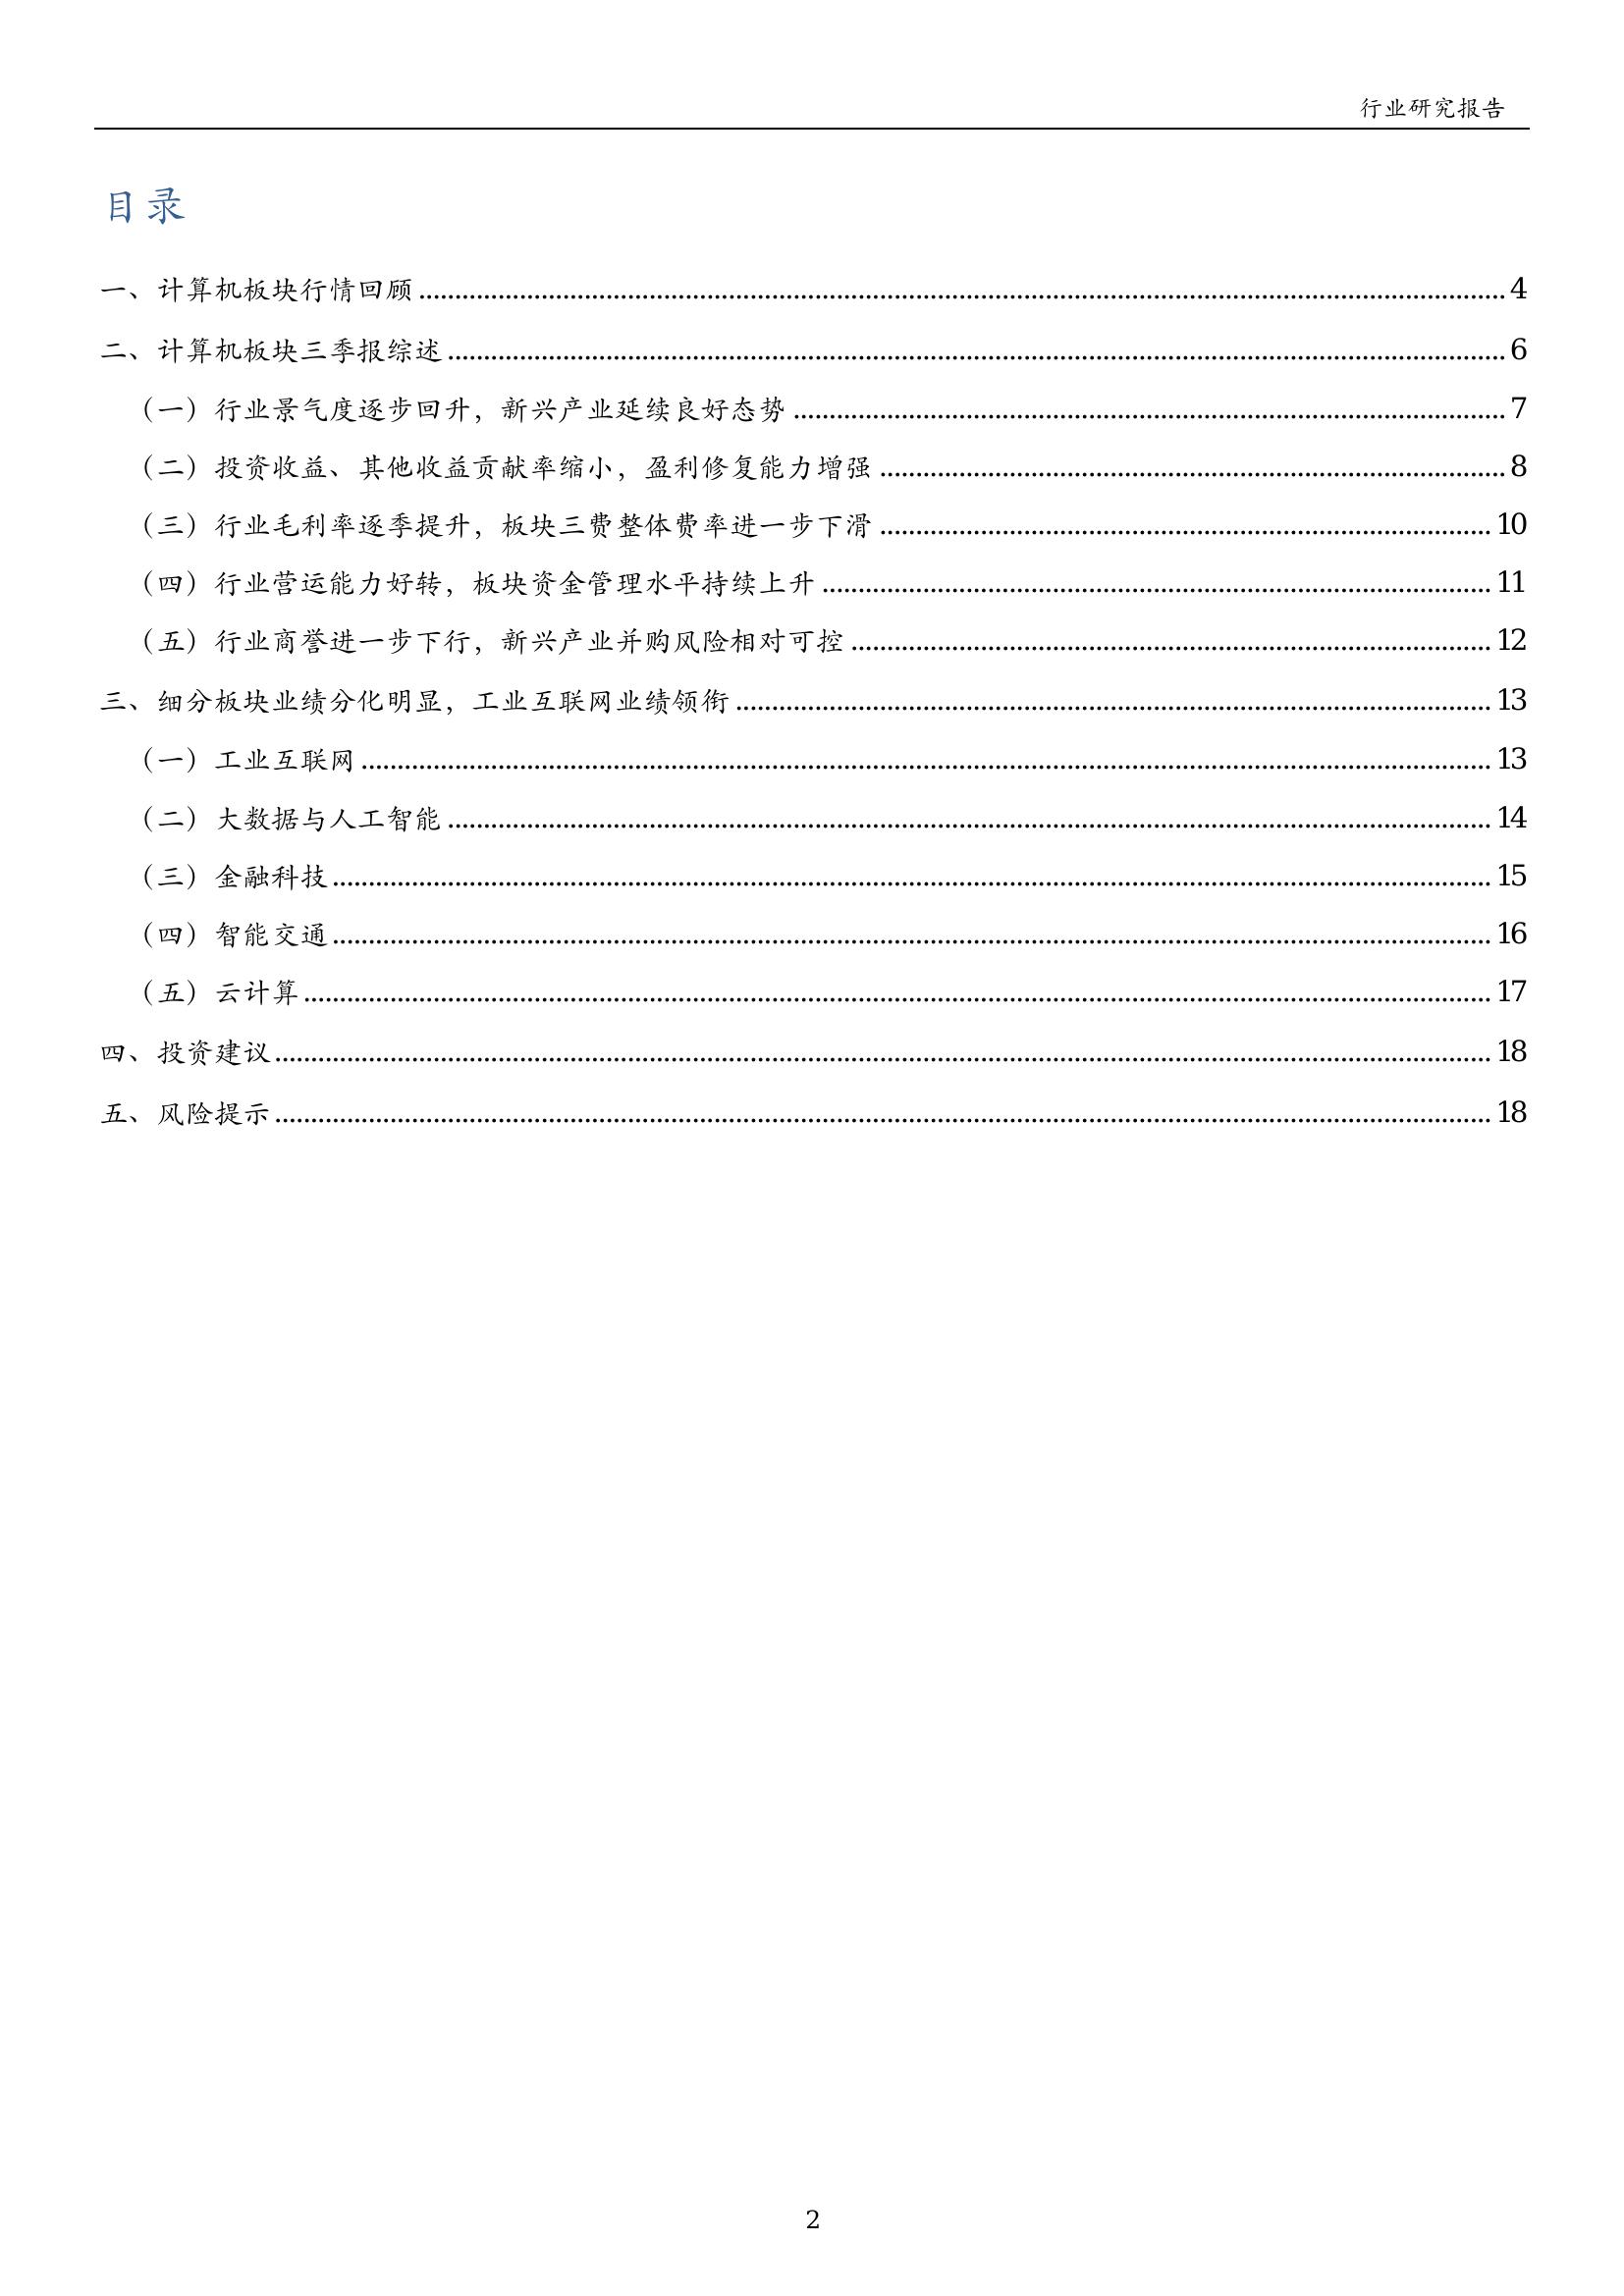 行业研究报告
目录
一、计算机板块行情回顾 4
二、计算机板块三季报综述 6
（一）行业景气度逐步回升，新兴产业延续良好态势 7
（二）投资收益、其他收益贡献率缩小，盈利修复能力增强 8
（三）行业毛利率逐季提升，板块三费整体费率进一步下滑 10
（四）行业营运能力好转，板块资金管理水平持续上升 11
（五）行业商誉进一步下行，新兴产业并购风险相对可控 12
三、细分板块业绩分化明显，工业互联网业绩领衔 13
（一）工业互联网 13
（二）大数据与人工智能 14
（三）金融科技 15
（四）智能交通 16
（五）云计算 17
四、投资建议 18
五、风险提示 18
2